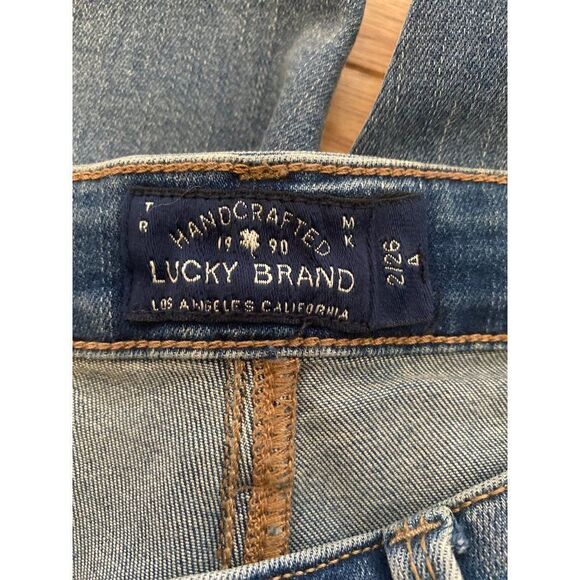 HANDCRAFTED
TR MK
19 90
LUCKY BRAND
LOS ANGELES CALIFORNIA
2/26
A